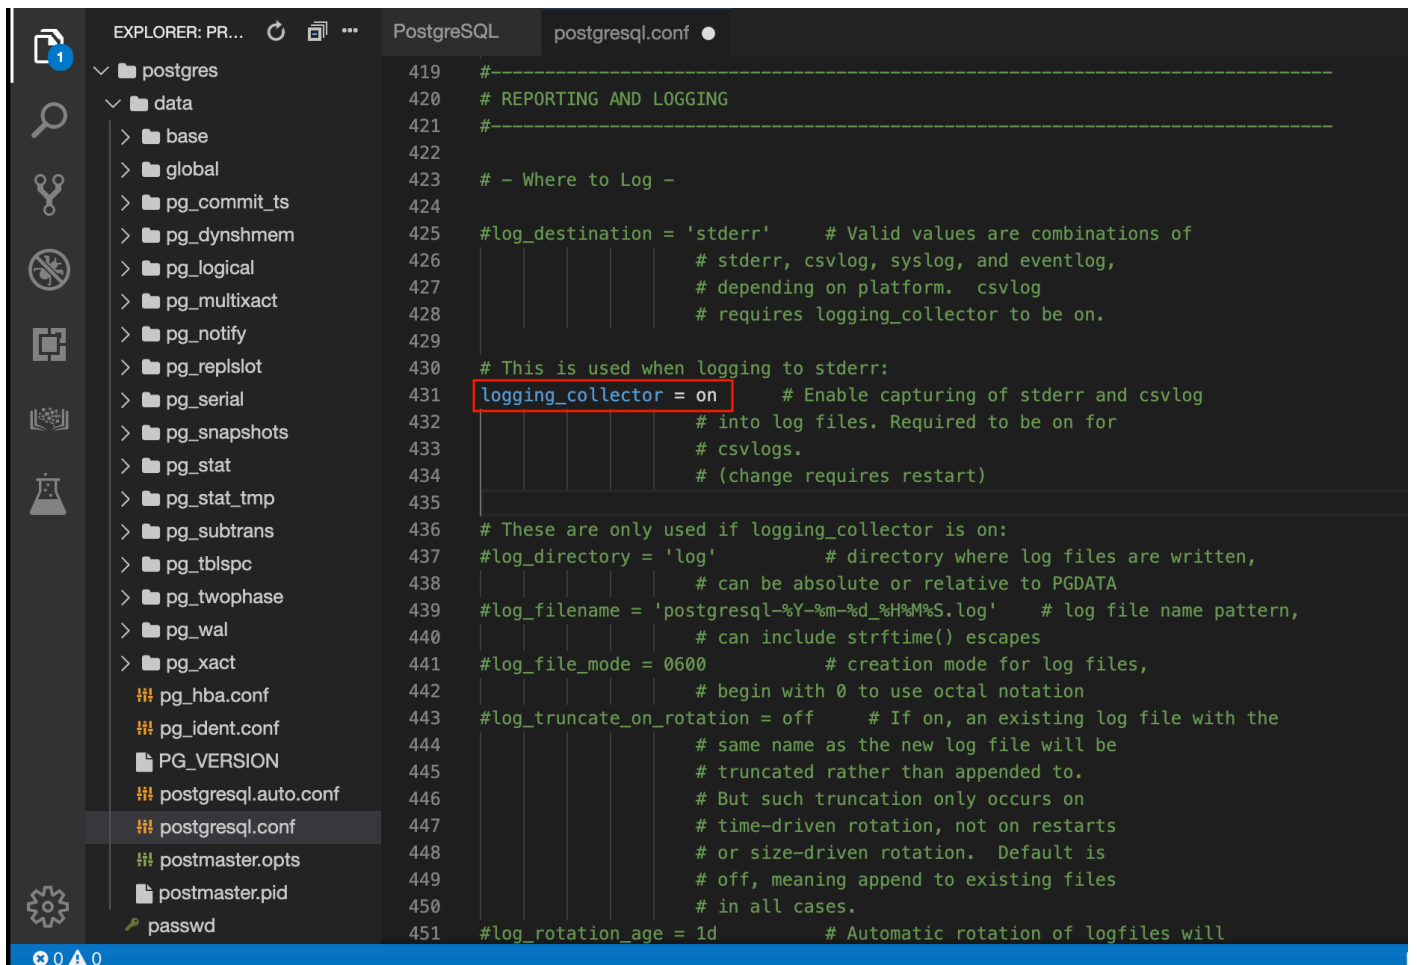 EXPLORER: PR...
1
postgres
data
base
global
pg_commit_ts
pg_dynshmem
pg_logical
pg_multixact
pg_notify
pg_replslot
pg_serial
pg_snapshots
pg_stat
pg_stat_tmp
pg_subtrans
pg_tblspc
pg_twophase
pg_wal
pg_xact
pg_hba.conf
pg_ident.conf
PG_VERSION
postgresql.auto.conf
postgresql.conf
postmaster.opts
postmaster.pid
passwd
PostgreSQL postgresql.conf
419 #------------------------------------------------------------------------------
420 # REPORTING AND LOGGING
421 #------------------------------------------------------------------------------
422
423 # - Where to Log -
424
425 #log_destination = 'stderr' # Valid values are combinations of
426 # stderr, csvlog, syslog, and eventlog,
427 # depending on platform. csvlog
428 # requires logging_collector to be on.
429
430 # This is used when logging to stderr:
431 logging_collector = on # Enable capturing of stderr and csvlog
432 # into log files. Required to be on for
433 # csvlogs.
434 # (change requires restart)
435
436 # These are only used if logging_collector is on:
437 #log_directory = 'log' # directory where log files are written,
438 # can be absolute or relative to PGDATA
439 #log_filename = 'postgresql-%Y-%m-%d_%H%M%S.log' # log file name pattern,
440 # can include strftime() escapes
441 #log_file_mode = 0600 # creation mode for log files,
442 # begin with 0 to use octal notation
443 #log_truncate_on_rotation = off # If on, an existing log file with the
444 # same name as the new log file will be
445 # truncated rather than appended to.
446 # But such truncation only occurs on
447 # time-driven rotation, not on restarts
448 # or size-driven rotation. Default is
449 # off, meaning append to existing files
450 # in all cases.
451 #log_rotation_age = 1d # Automatic rotation of logfiles will
0 0